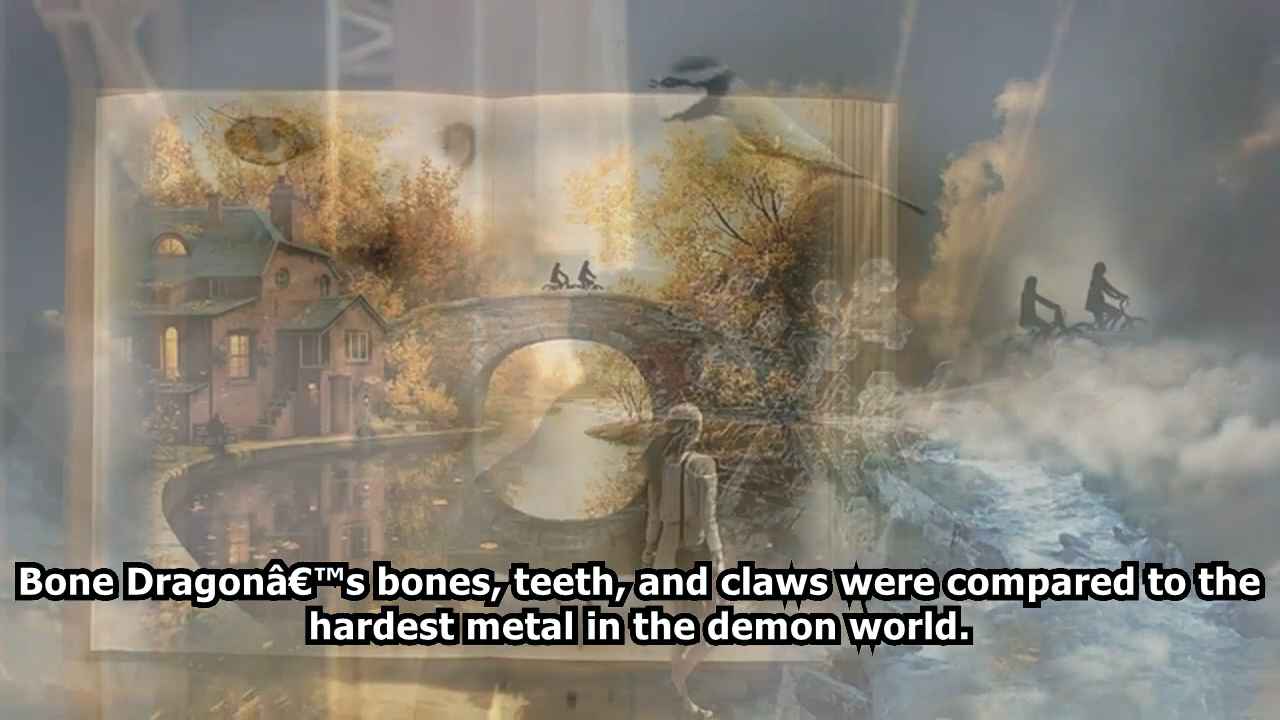 Bone Dragonâ€™s bones, teeth, and claws were compared to the
hardest metal in the demon world.